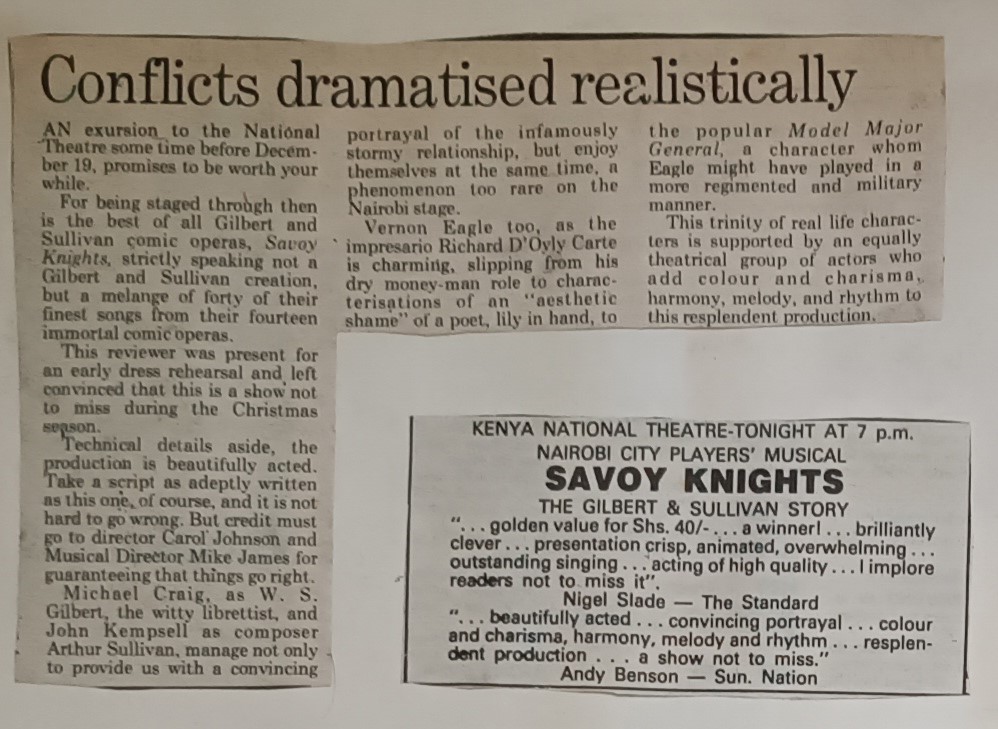 Conflicts dramatised realistically
AN exursion to the National
Theatre some time before Decem-
ber 19, promises to be worth your
while.
For being staged through then
is the best of all Gilbert and
Sullivan comic operas, Savoy
Knights, strictly speaking not a
Gilbert and Sullivan creation,
but a melange of forty of their
finest songs from their fourteen
immortal comic operas.
This reviewer was present for
an early dress rehearsal and left
convinced that this is a show not
to miss during the Christmas
season.
Technical details aside, the
production is beautifully acted.
Take a script as adeptly written
as this one, of course, and it is not
hard to go wrong. But credit must
go to director Carol Johnson and
Musical Director Mike James for
guaranteeing that things go right.
Michael Craig, as W. S.
Gilbert, the witty librettist, and
John Kempsell as composer
Arthur Sullivan, manage not only
to provide us with a convincing
portrayal of the infamously
stormy relationship, but enjoy
themselves at the same time, a
phenomenon too rare on the
Nairobi stage.
Vernon Eagle too, as the
impresario Richard D'Oyly Carte
is charming, slipping from his
dry money-man role to charac-
terisations of an "aesthetic
shame" of a poet, lily in hand, to
the popular Model Major
General, a character whom
Eagle might have played in a
more regimented and military
manner.
This trinity of real life charac-
ters is supported by an equally
theatrical group of actors who
add colour and charisma,
harmony, melody, and rhythm to
this resplendent production.
KENYA NATIONAL THEATRE-TONIGHT AT 7 p.m.
NAIROBI CITY PLAYERS' MUSICAL
SAVOY KNIGHTS
THE GILBERT & SULLIVAN STORY
"... golden value for Shs. 40/-... a winner! ... brilliantly
clever ... presentation crisp, animated, overwhelming ...
outstanding singing ... acting of high quality ... I implore
readers not to miss it".
Nigel Slade — The Standard
"... beautifully acted ... convincing portrayal ... colour
and charisma, harmony, melody and rhythm ... resplen-
dent production ... a show not to miss."
Andy Benson — Sun. Nation